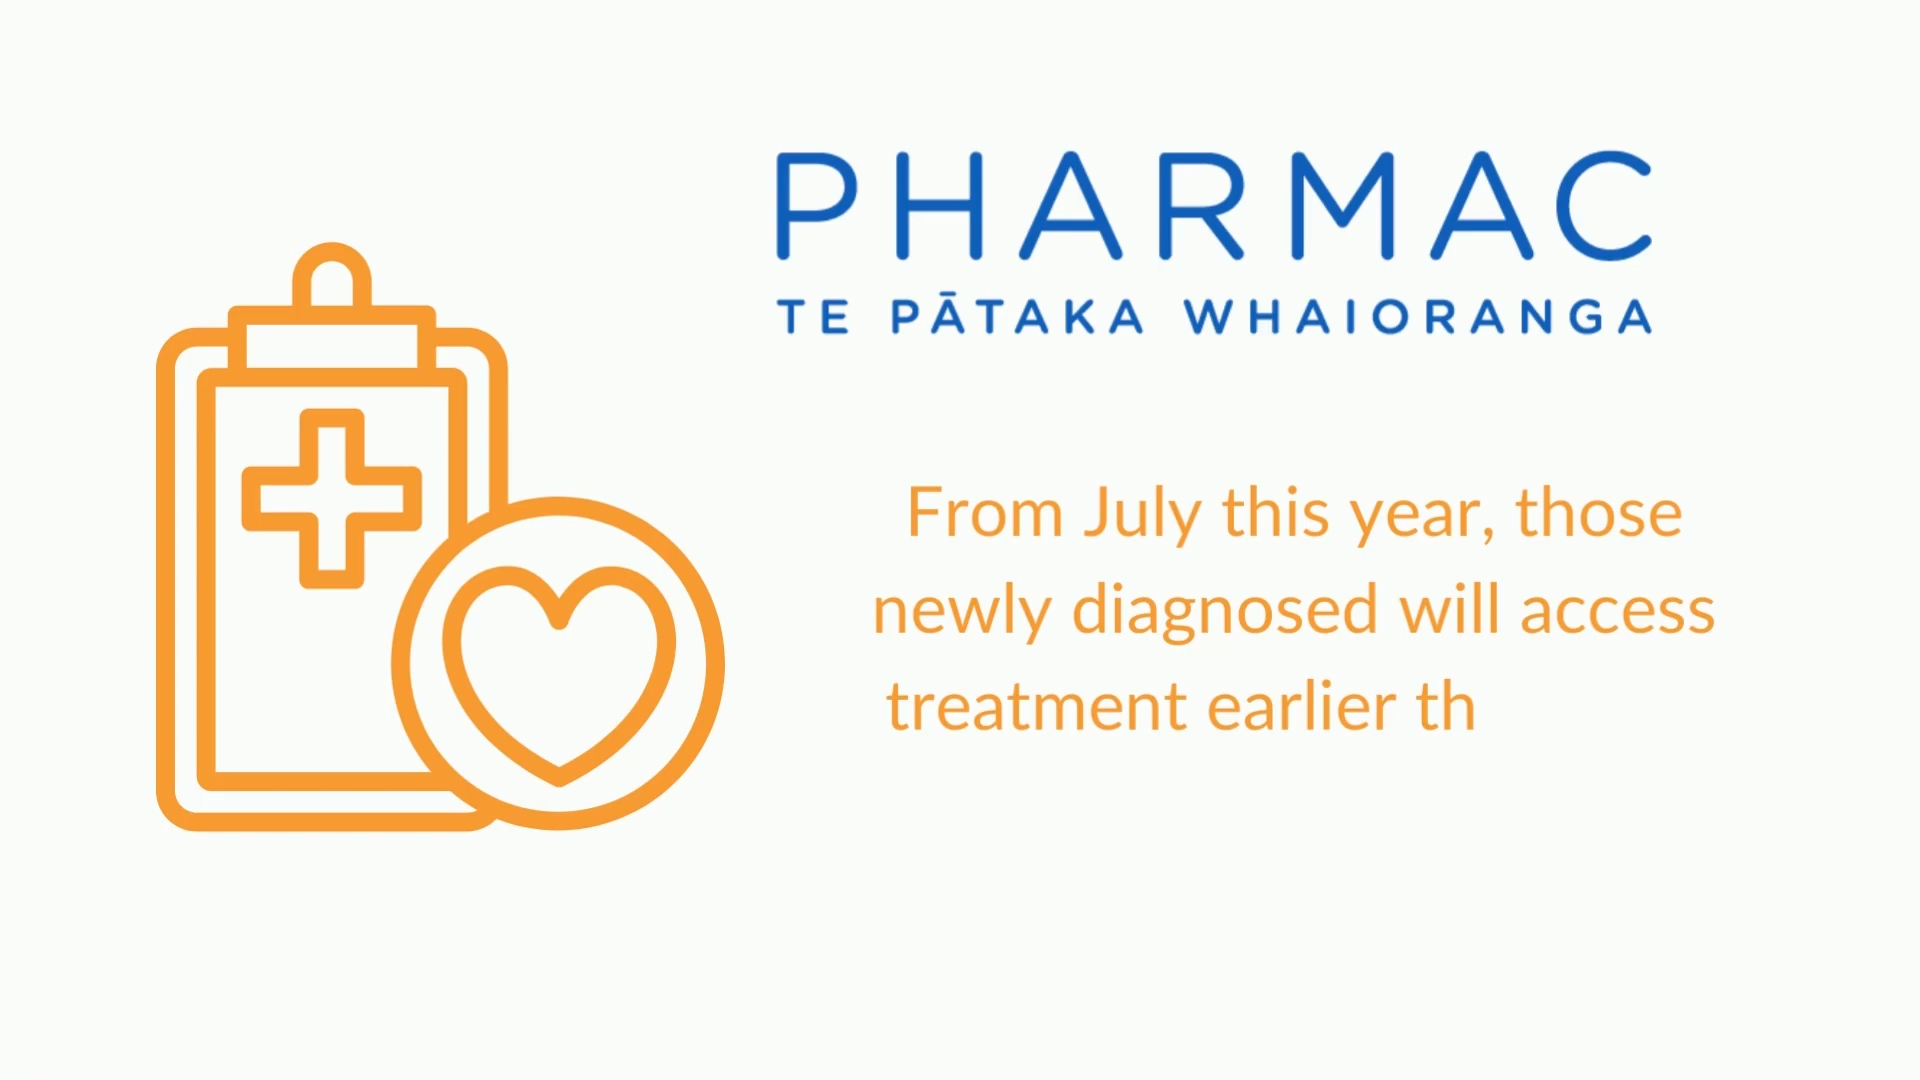 PHARMAC
TE PĀTAKA WHAIORANGA
From July this year, those
newly diagnosed will access
treatment earlier th